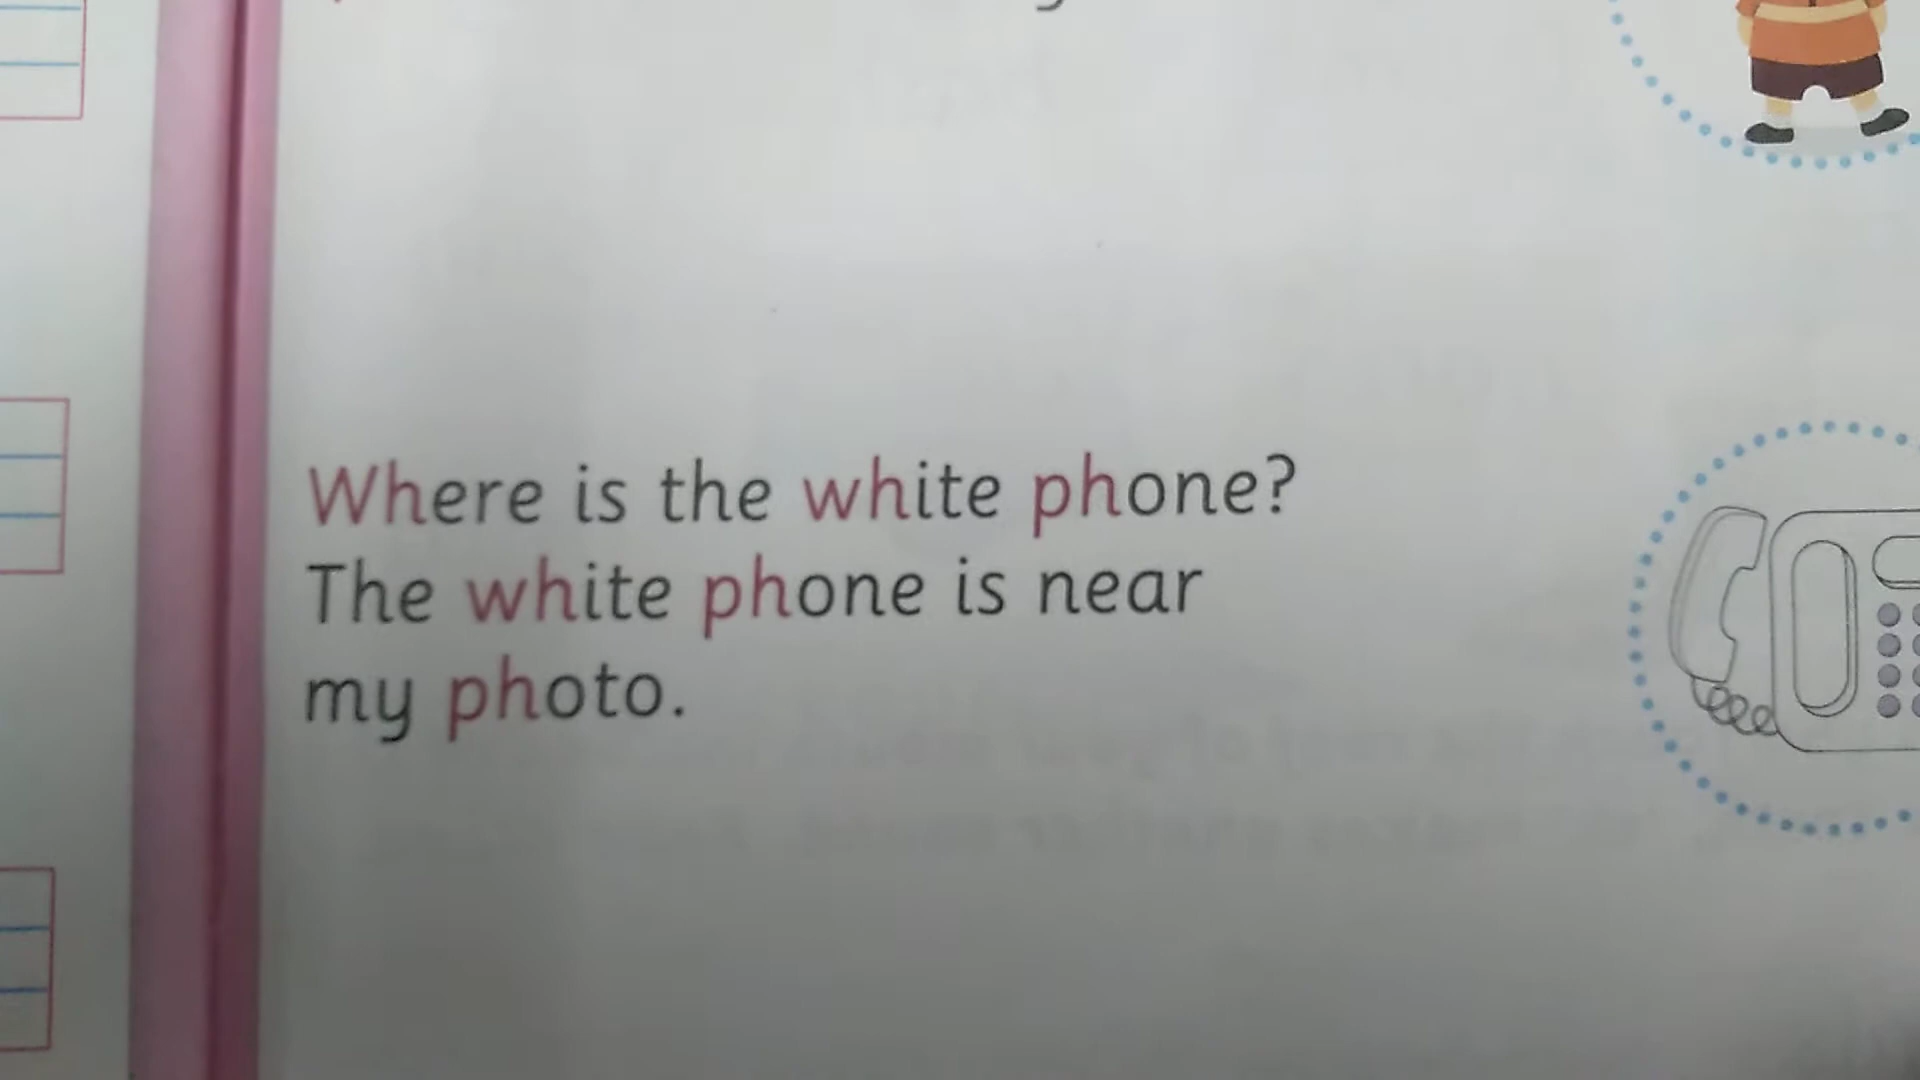 Where is the white phone?
The white phone is near
my photo.